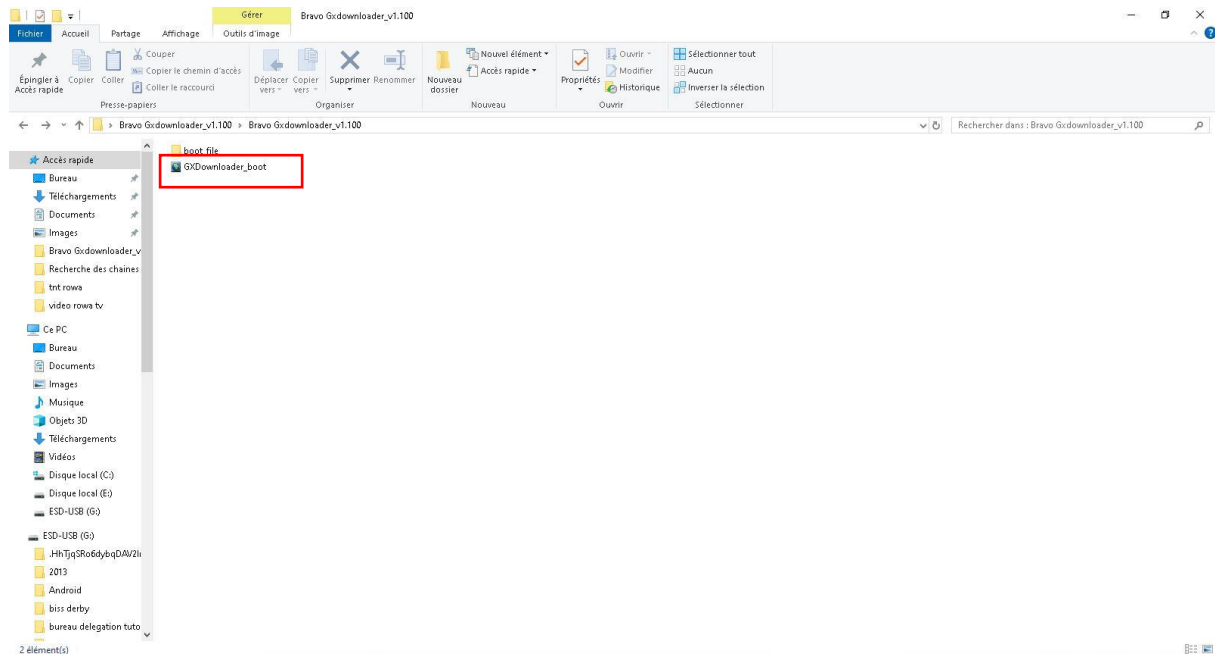 Gérer
Bravo Gxdownloader_v1.100
Fichier Accueil Partage Affichage Outils d'image
Épingler à Accès rapide
Copier
Coller
Couper
Copier le chemin d'accès
Coller le raccourci
Presse-papiers
Déplacer vers
Copier vers
Supprimer
Renommer
Organiser
Nouveau dossier
Nouvel élément
Accès rapide
Nouveau
Propriétés
Ouvrir
Modifier
Historique
Ouvrir
Sélectionner tout
Aucun
Inverser la sélection
Sélectionner
Bravo Gxdownloader_v1.100 > Bravo Gxdownloader_v1.100
Rechercher dans : Bravo Gxdownloader_v1.100
Accès rapide
Bureau
Téléchargements
Documents
Images
Bravo Gxdownloader_v
Recherche des chaines
tnt rowa
video rowa tv
Ce PC
Bureau
Documents
Images
Musique
Objets 3D
Téléchargements
Vidéos
Disque local (C:)
Disque local (E:)
ESD-USB (G:)
ESD-USB (G:)
2013
Android
biss derby
bureau delegation tuto
boot file
GXDownloader_boot
2 élément(s)